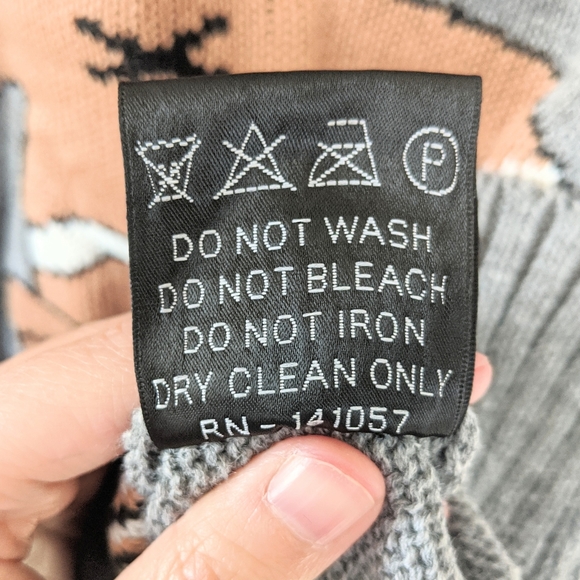 P
DO NOT WASH
DO NOT BLEACH
DO NOT IRON
DRY CLEAN ONLY
RN - 141057